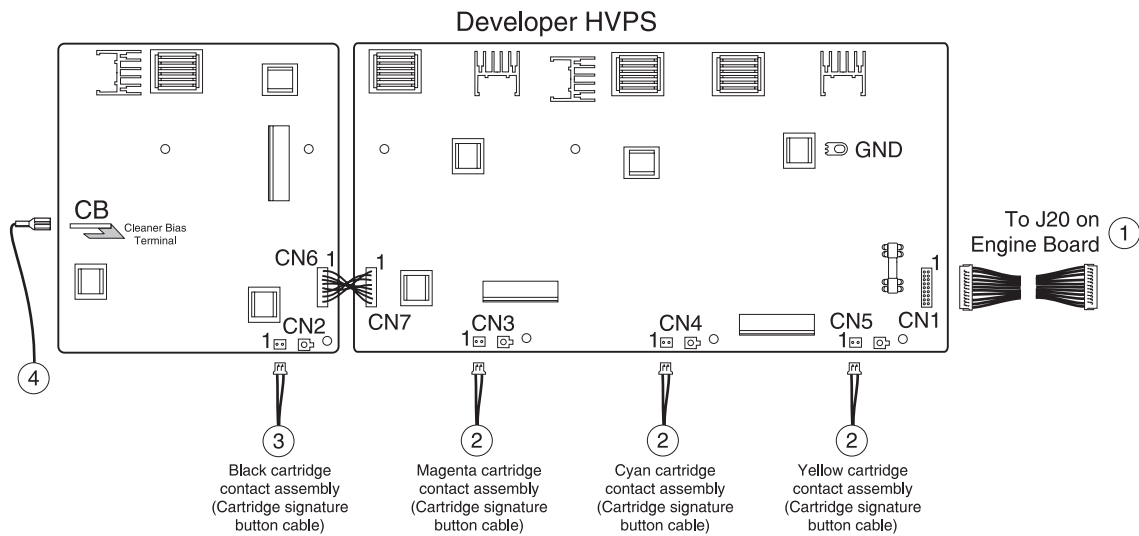 Developer HVPS
GND
CB
Cleaner Bias
Terminal
To J20 on
Engine Board
1
CN6
1
1
1
CN7
CN2
1
CN3
1
CN4
1
CN5
1
CN1
4
3
2
2
2
Black cartridge
contact assembly
(Cartridge signature
button cable)
Magenta cartridge
contact assembly
(Cartridge signature
button cable)
Cyan cartridge
contact assembly
(Cartridge signature
button cable)
Yellow cartridge
contact assembly
(Cartridge signature
button cable)